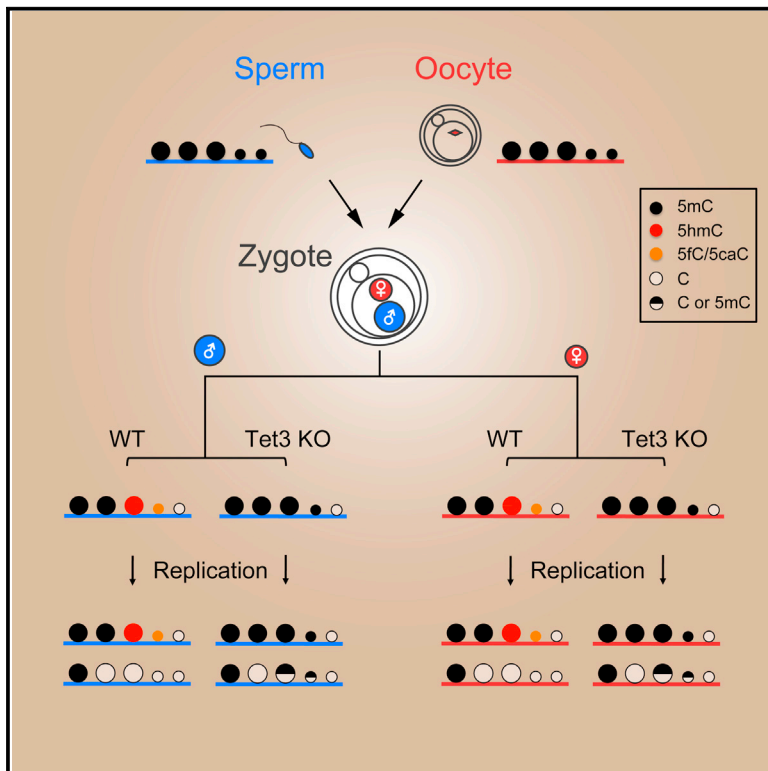 Sperm
Oocyte
Zygote
5mC
5hmC
5fC/5caC
C
C or 5mC
♀
♂
♂
♀
WT
Tet3 KO
WT
Tet3 KO
Replication
Replication